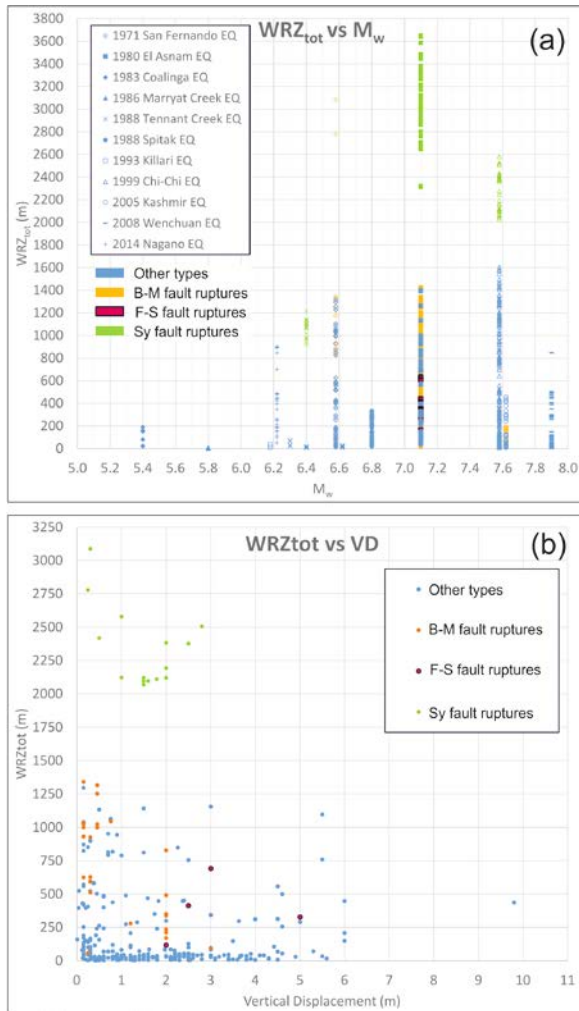 WRZtot vs Mw
(a)
1971 San Fernando EQ
1980 El Asnam EQ
1983 Coalinga EQ
1986 Marryat Creek EQ
1988 Tennant Creek EQ
1988 Spitak EQ
1993 Killari EQ
1999 Chi-Chi EQ
2005 Kashmir EQ
2008 Wenchuan EQ
2014 Nagano EQ
Other types
B-M fault ruptures
F-S fault ruptures
Sy fault ruptures
WRZtot (m)
3800
3600
3400
3200
3000
2800
2600
2400
2200
2000
1800
1600
1400
1200
1000
800
600
400
200
0
5.0 5.2 5.4 5.6 5.8 6.0 6.2 6.4 6.6 6.8 7.0 7.2 7.4 7.6 7.8 8.0
Mw
WRZtot vs VD
(b)
Other types
B-M fault ruptures
F-S fault ruptures
Sy fault ruptures
WRZtot (m)
3250
3000
2750
2500
2250
2000
1750
1500
1250
1000
750
500
250
0
0 1 2 3 4 5 6 7 8 9 10 11
Vertical Displacement (m)